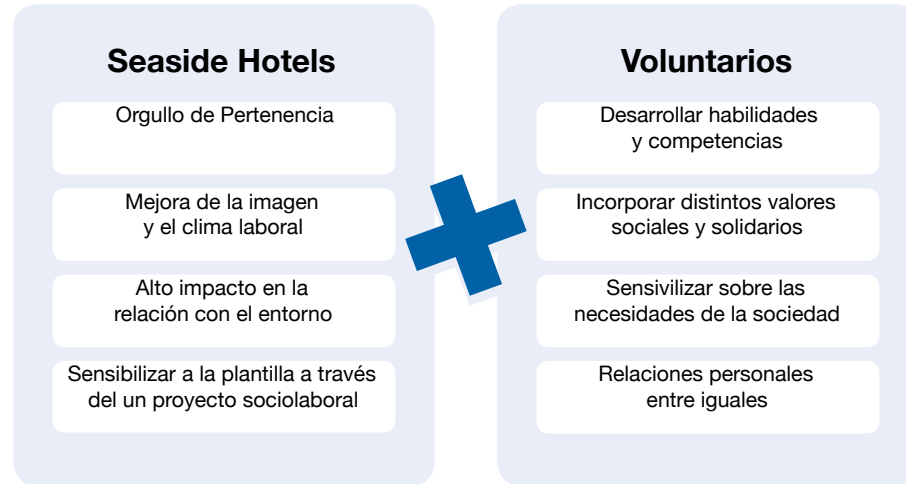 Seaside Hotels
Orgullo de Pertenencia
Mejora de la imagen
y el clima laboral
Alto impacto en la
relación con el entorno
Sensibilizar a la plantilla a través
del un proyecto sociolaboral
Voluntarios
Desarrollar habilidades
y competencias
Incorporar distintos valores
sociales y solidarios
Sensivilizar sobre las
necesidades de la sociedad
Relaciones personales
entre iguales